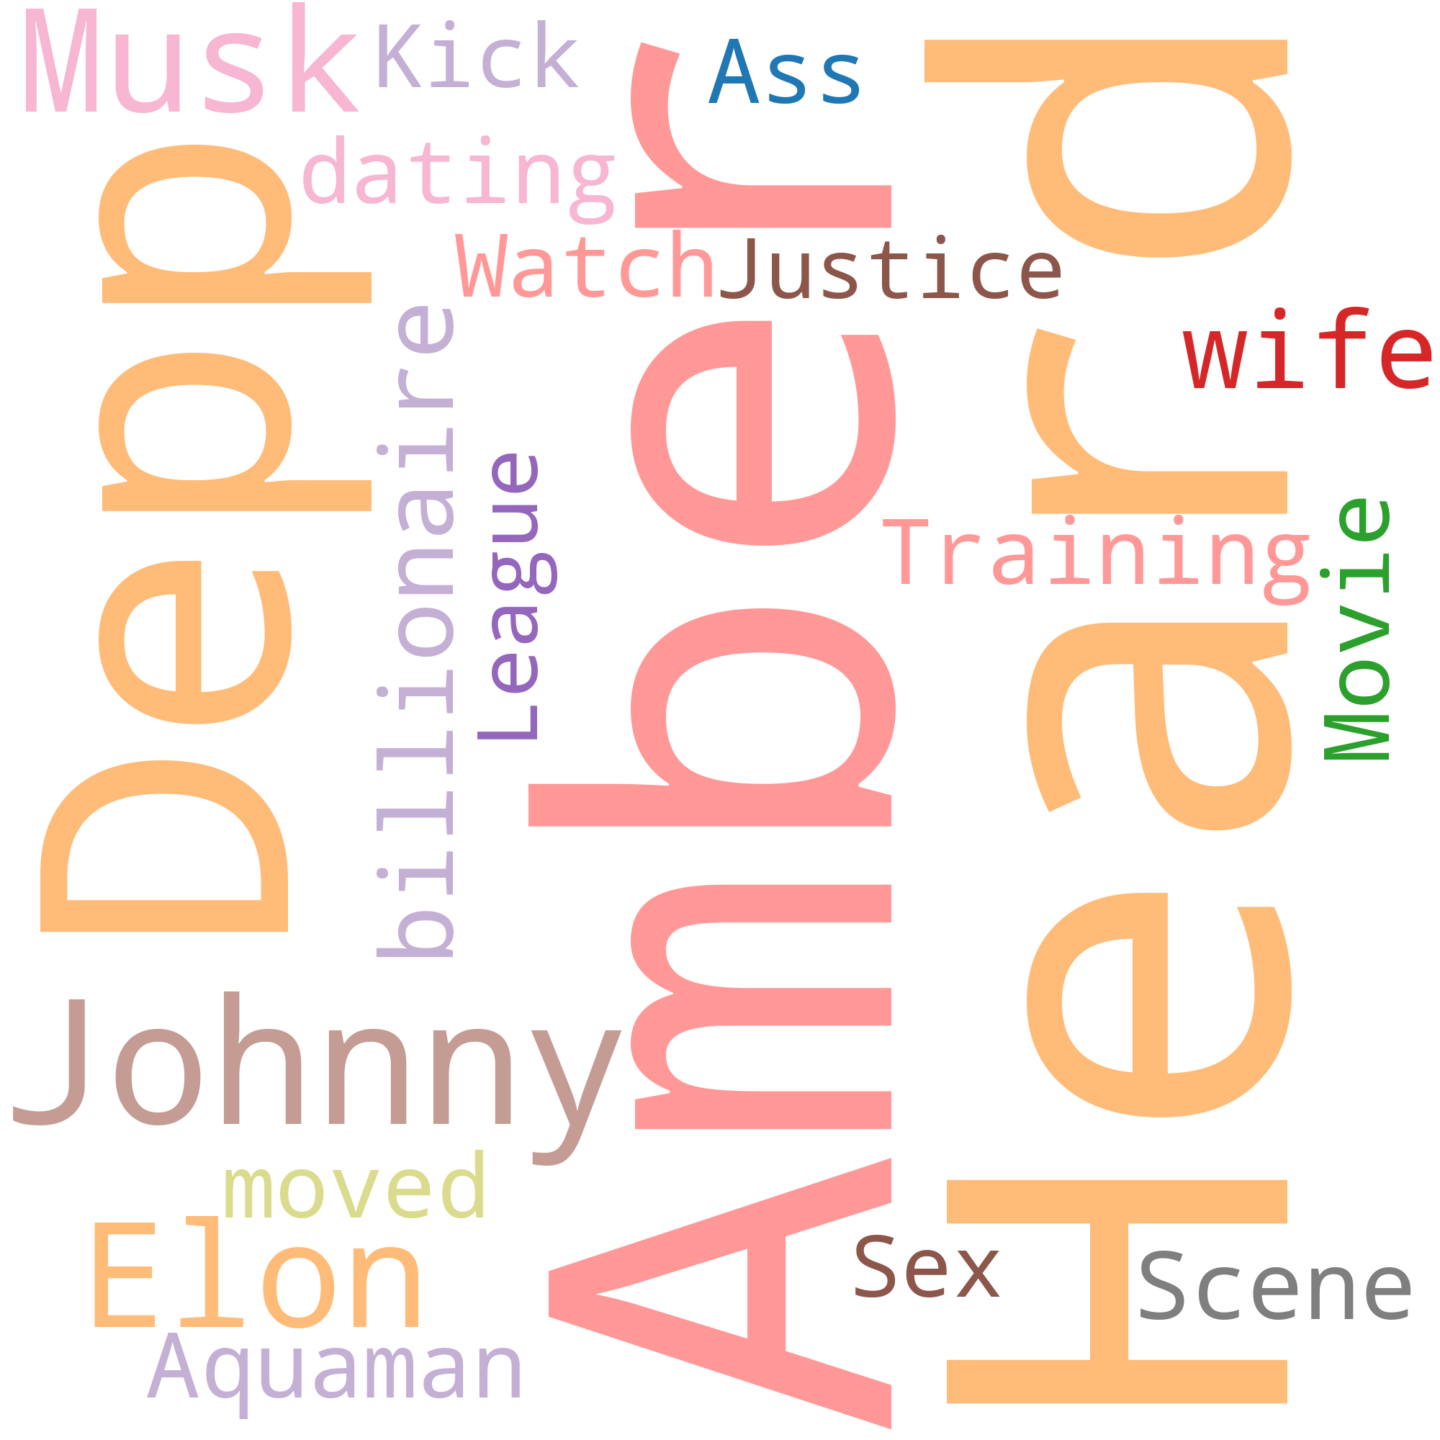 Musk
Kick
Ass
dating
Watch
Justice
wife
Depp
billionaire
League
Amber
Heard
Training
Movie
Johnny
moved
Elon
Sex
Scene
Aquaman